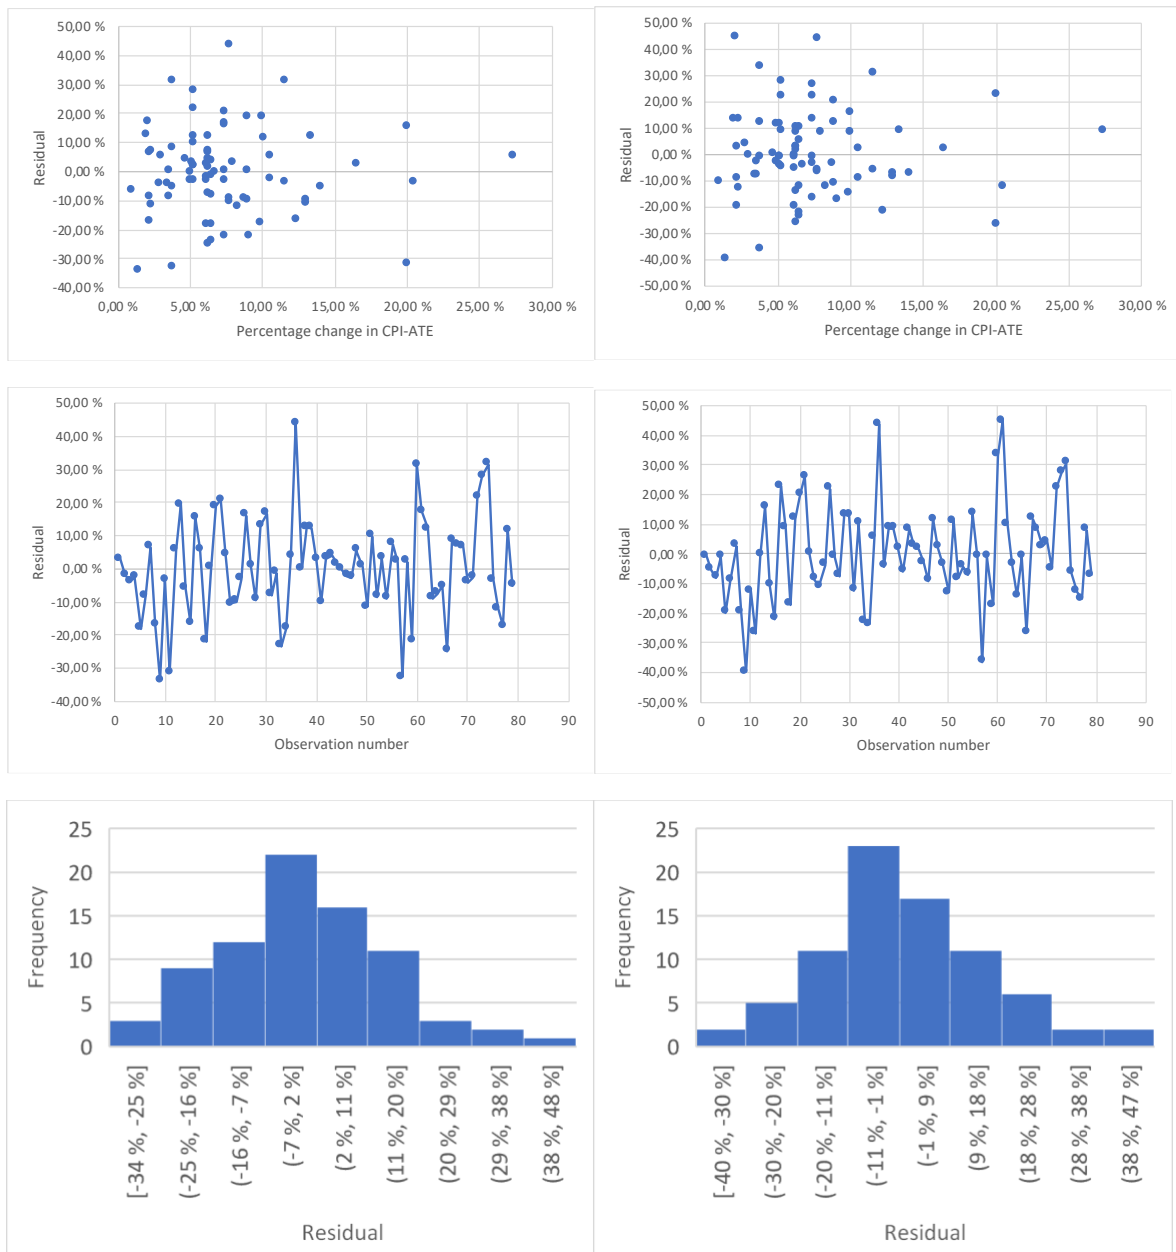 50,00 %
40,00 %
30,00 %
20,00 %
10,00 %
0,00 %
-10,00 %
-20,00 %
-30,00 %
-40,00 %
Residual
0,00 % 5,00 % 10,00 % 15,00 % 20,00 % 25,00 % 30,00 %
Percentage change in CPI-ATE
50,00 %
40,00 %
30,00 %
20,00 %
10,00 %
0,00 %
-10,00 %
-20,00 %
-30,00 %
-40,00 %
-50,00 %
Residual
0,00 % 5,00 % 10,00 % 15,00 % 20,00 % 25,00 % 30,00 %
Percentage change in CPI-ATE
50,00 %
40,00 %
30,00 %
20,00 %
10,00 %
0,00 %
-10,00 %
-20,00 %
-30,00 %
-40,00 %
Residual
0 10 20 30 40 50 60 70 80 90
Observation number
50,00 %
40,00 %
30,00 %
20,00 %
10,00 %
0,00 %
-10,00 %
-20,00 %
-30,00 %
-40,00 %
-50,00 %
Residual
0 10 20 30 40 50 60 70 80 90
Observation number
25
20
15
10
5
0
Frequency
[-34 %, -25 %]
(-25 %, -16 %]
(-16 %, -7 %]
(-7 %, 2 %]
(2 %, 11 %]
(11 %, 20 %]
(20 %, 29 %]
(29 %, 38 %]
(38 %, 48 %]
Residual
25
20
15
10
5
0
Frequency
[-40 %, -30 %]
(-30 %, -20 %]
(-20 %, -11 %]
(-11 %, -1 %]
(-1 %, 9 %]
(9 %, 18 %]
(18 %, 28 %]
(28 %, 38 %]
(38 %, 47 %]
Residual